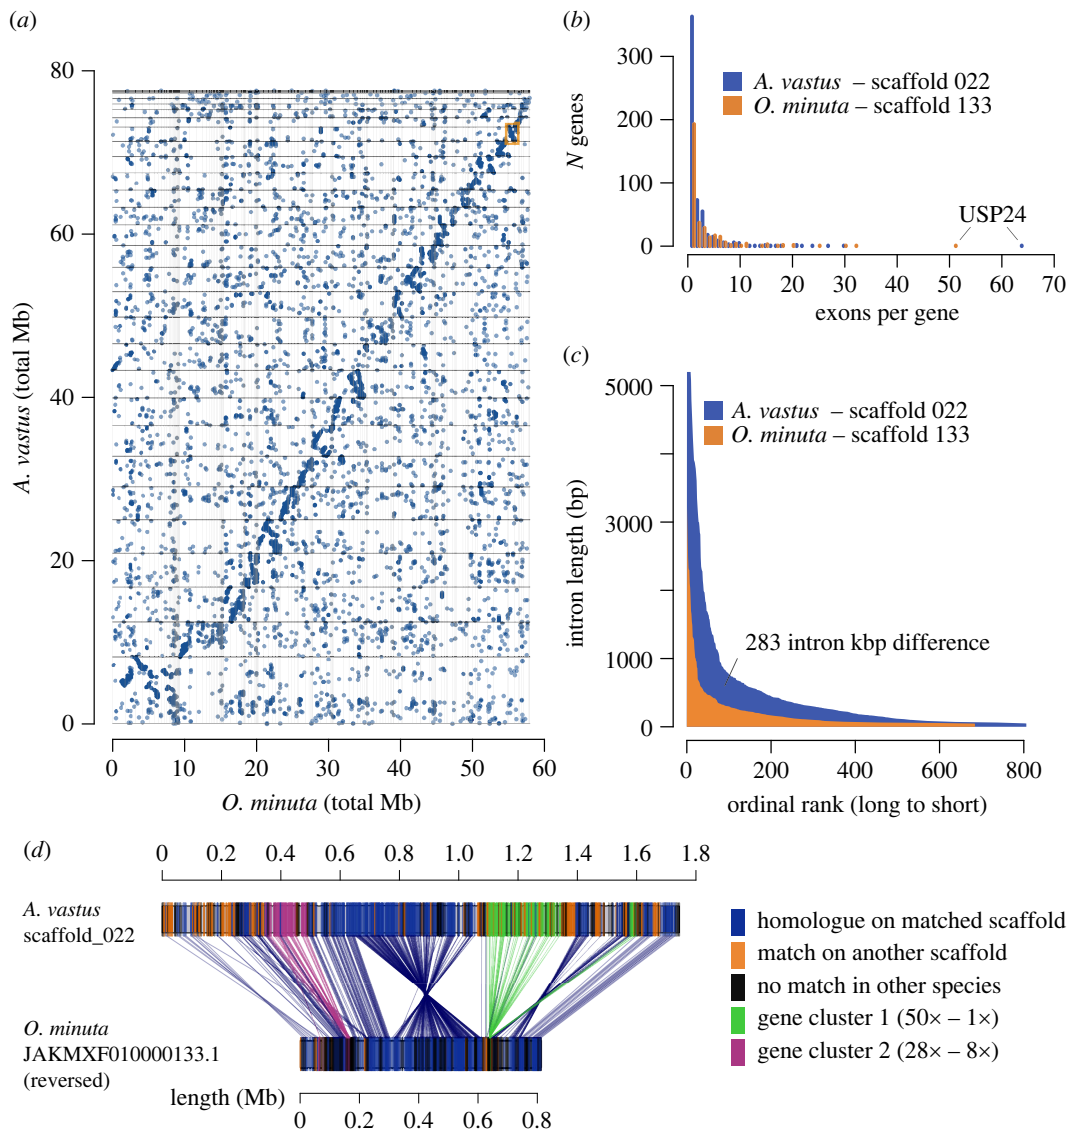 (a)
80
60
40
20
0
A. vastus (total Mb)
0 10 20 30 40 50 60
O. minuta (total Mb)
(b)
300
200
100
0
N genes
A. vastus – scaffold 022
O. minuta – scaffold 133
USP24
0 10 20 30 40 50 60 70
exons per gene
(c)
5000
3000
1000
0
intron length (bp)
A. vastus – scaffold 022
O. minuta – scaffold 133
283 intron kbp difference
0 200 400 600 800
ordinal rank (long to short)
(d)
0 0.2 0.4 0.6 0.8 1.0 1.2 1.4 1.6 1.8
A. vastus
scaffold_022
O. minuta
JAKMXF010000133.1
(reversed)
length (Mb)
0 0.2 0.4 0.6 0.8
homologue on matched scaffold
match on another scaffold
no match in other species
gene cluster 1 (50× – 1×)
gene cluster 2 (28× – 8×)